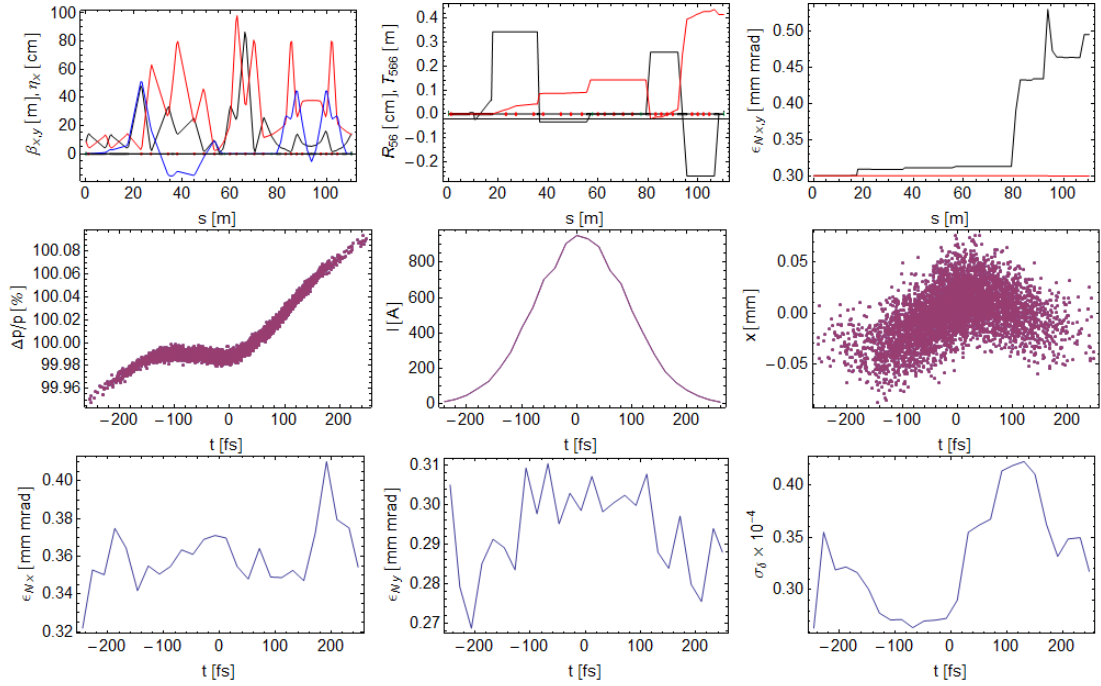 β_{x,y} [m], η_x [cm]
100
80
60
40
20
0
0 20 40 60 80 100
s [m]
R_{56} [cm], T_{566} [m]
0.4
0.3
0.2
0.1
0.0
−0.1
−0.2
0 20 40 60 80 100
s [m]
ϵ_{N x,y} [mm mrad]
0.50
0.45
0.40
0.35
0.30
0 20 40 60 80 100
s [m]
Δp/p [%]
100.08
100.06
100.04
100.02
100.00
99.98
99.96
−200 −100 0 100 200
t [fs]
I [A]
800
600
400
200
0
−200 −100 0 100 200
t [fs]
x [mm]
0.05
0.00
−0.05
−200 −100 0 100 200
t [fs]
ϵ_{N x} [mm mrad]
0.40
0.38
0.36
0.34
0.32
−200 −100 0 100 200
t [fs]
ϵ_{N y} [mm mrad]
0.31
0.30
0.29
0.28
0.27
−200 −100 0 100 200
t [fs]
σ_δ × 10^{−4}
0.40
0.35
0.30
−200 −100 0 100 200
t [fs]